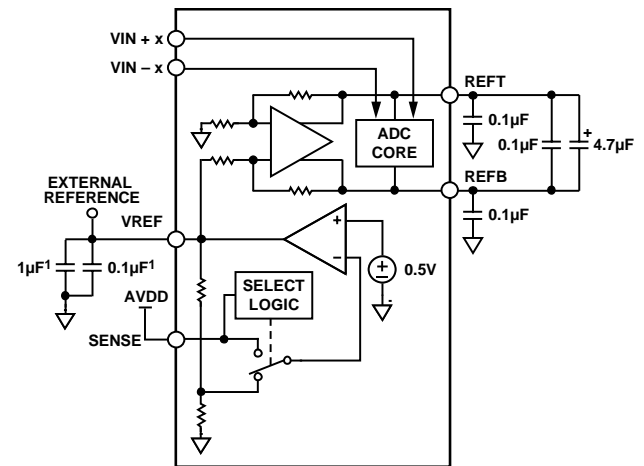 VIN + x
VIN – x
REFT
0.1µF
ADC
CORE
0.1µF
+
4.7µF
REFB
0.1µF
EXTERNAL
REFERENCE
VREF
+
–
+
–
0.5V
1µF¹
0.1µF¹
SELECT
LOGIC
AVDD
SENSE